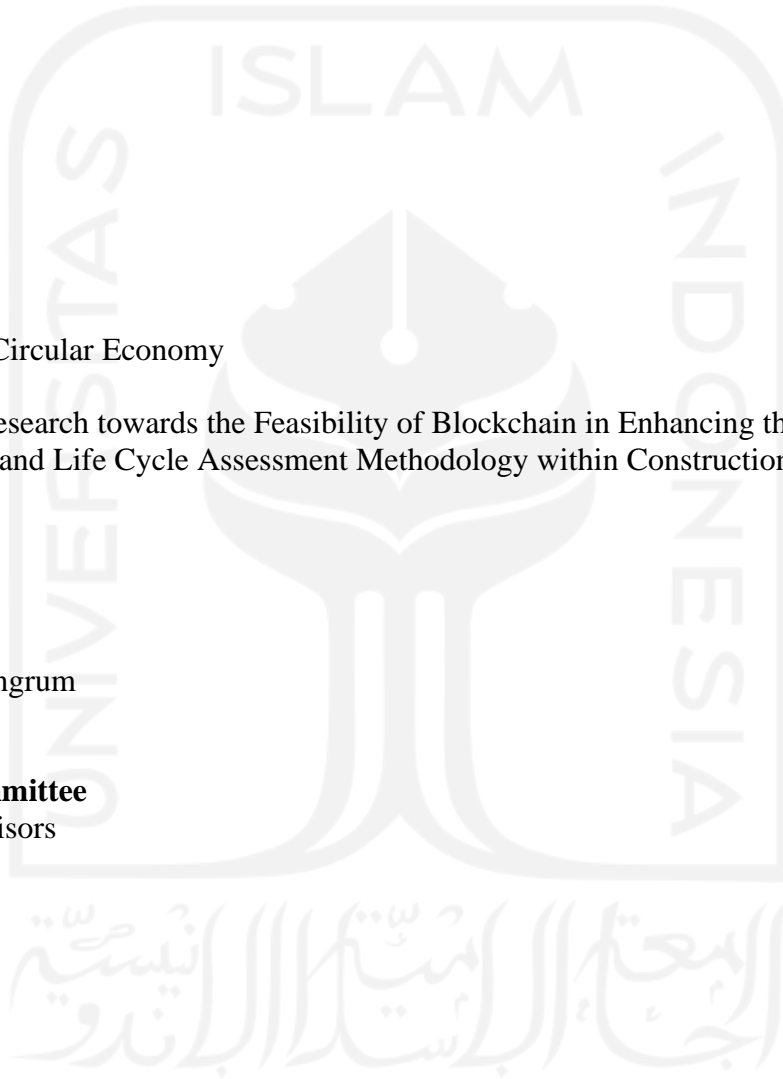 ISLAM
UNIVERSITAS
INDONESIA
Circular Economy
esearch towards the Feasibility of Blockchain in Enhancing th
and Life Cycle Assessment Methodology within Construction
ngrum
mittee
isors